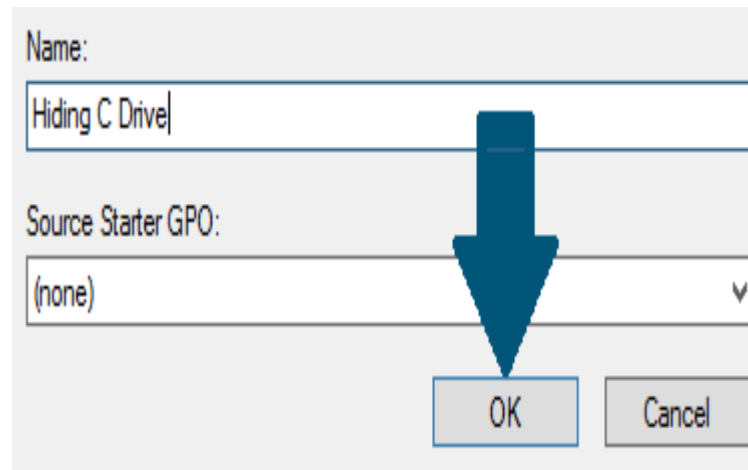 Name:
Hiding C Drive
Source Starter GPO:
(none)
OK Cancel